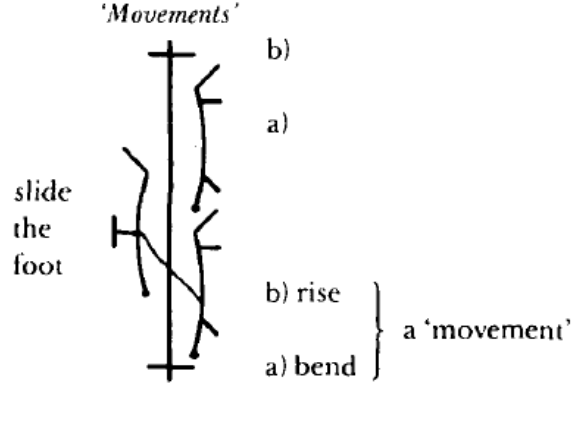 'Movements'
b)
a)
slide
the
foot
b) rise
a) bend
a 'movement'